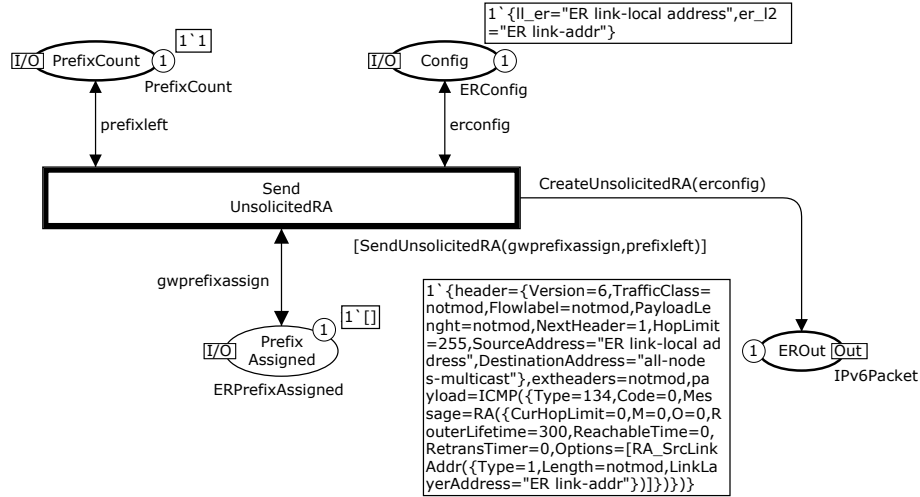 1`1
1`{ll_er="ER link-local address",er_l2
="ER link-addr"}
I/O
PrefixCount
1
PrefixCount
I/O
Config
1
ERConfig
prefixleft
erconfig
Send
UnsolicitedRA
CreateUnsolicitedRA(erconfig)
[SendUnsolicitedRA(gwprefixassign,prefixleft)]
gwprefixassign
1`{header={Version=6,TrafficClass=
notmod,Flowlabel=notmod,PayloadLe
nght=notmod,NextHeader=1,HopLimit
=255,SourceAddress="ER link-local ad
dress",DestinationAddress="all-node
s-multicast"},extheaders=notmod,pa
yload=ICMP({Type=134,Code=0,Mes
sage=RA({CurHopLimit=0,M=0,O=0,R
outerLifetime=300,ReachableTime=0,
RetransTimer=0,Options=[RA_SrcLink
Addr({Type=1,Length=notmod,LinkLa
yerAddress="ER link-addr"})]})})}
1`[]
1
I/O
Prefix
Assigned
ERPrefixAssigned
1
EROut
Out
IPv6Packet